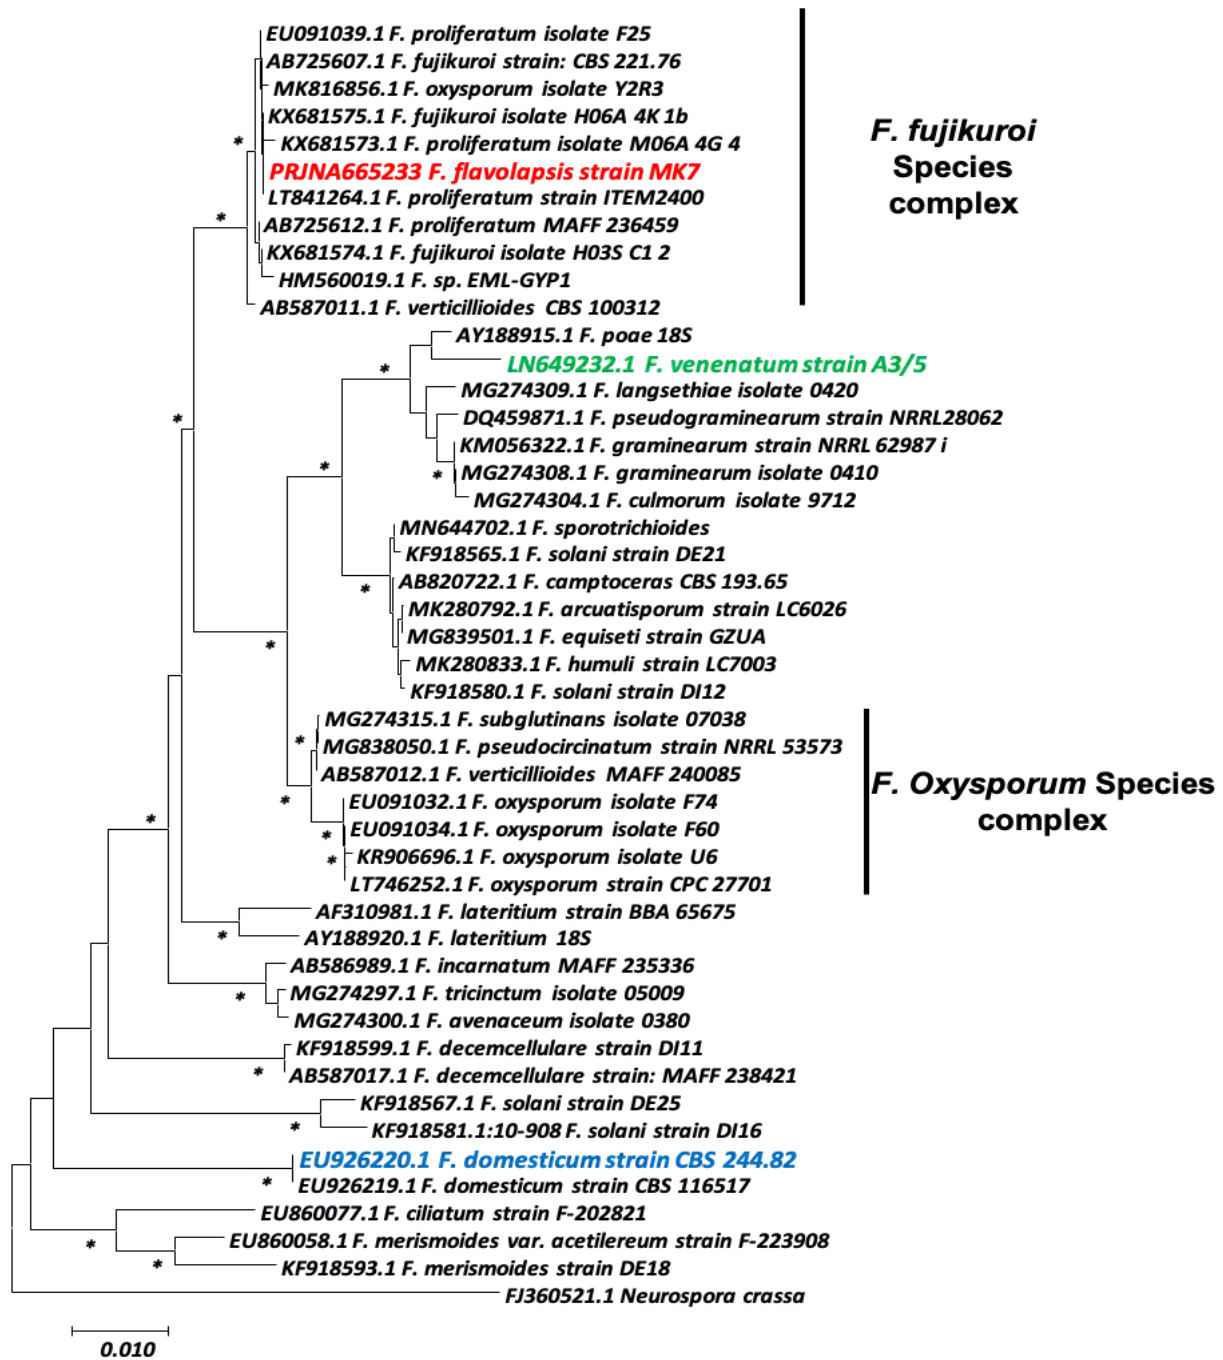 EU091039.1 F. proliferatum isolate F25
AB725607.1 F. fujikuroi strain: CBS 221.76
MK816856.1 F. oxysporum isolate Y2R3
KX681575.1 F. fujikuroi isolate H06A 4K 1b
KX681573.1 F. proliferatum isolate M06A 4G 4
PRJNA665233 F. flavolapsis strain MK7
LT841264.1 F. proliferatum strain ITEM2400
AB725612.1 F. proliferatum MAFF 236459
KX681574.1 F. fujikuroi isolate H03S C1 2
HM560019.1 F. sp. EML-GYP1
AB587011.1 F. verticillioides CBS 100312
F. fujikuroi
Species
complex
AY188915.1 F. poae 18S
LN649232.1 F. venenatum strain A3/5
MG274309.1 F. langsethiae isolate 0420
DQ459871.1 F. pseudograminearum strain NRRL28062
KM056322.1 F. graminearum strain NRRL 62987 i
MG274308.1 F. graminearum isolate 0410
MG274304.1 F. culmorum isolate 9712
MN644702.1 F. sporotrichioides
KF918565.1 F. solani strain DE21
AB820722.1 F. camptoceras CBS 193.65
MK280792.1 F. arcuatisporum strain LC6026
MG839501.1 F. equiseti strain GZUA
MK280833.1 F. humuli strain LC7003
KF918580.1 F. solani strain DI12
MG274315.1 F. subglutinans isolate 07038
MG838050.1 F. pseudocircinatum strain NRRL 53573
AB587012.1 F. verticillioides MAFF 240085
EU091032.1 F. oxysporum isolate F74
EU091034.1 F. oxysporum isolate F60
KR906696.1 F. oxysporum isolate U6
LT746252.1 F. oxysporum strain CPC 27701
F. Oxysporum Species
complex
AF310981.1 F. lateritium strain BBA 65675
AY188920.1 F. lateritium 18S
AB586989.1 F. incarnatum MAFF 235336
MG274297.1 F. tricinctum isolate 05009
MG274300.1 F. avenaceum isolate 0380
KF918599.1 F. decemcellulare strain DI11
AB587017.1 F. decemcellulare strain: MAFF 238421
KF918567.1 F. solani strain DE25
KF918581.1:10-908 F. solani strain DI16
EU926220.1 F. domesticum strain CBS 244.82
EU926219.1 F. domesticum strain CBS 116517
EU860077.1 F. ciliatum strain F-202821
EU860058.1 F. merismoides var. acetilereum strain F-223908
KF918593.1 F. merismoides strain DE18
FJ360521.1 Neurospora crassa
0.010